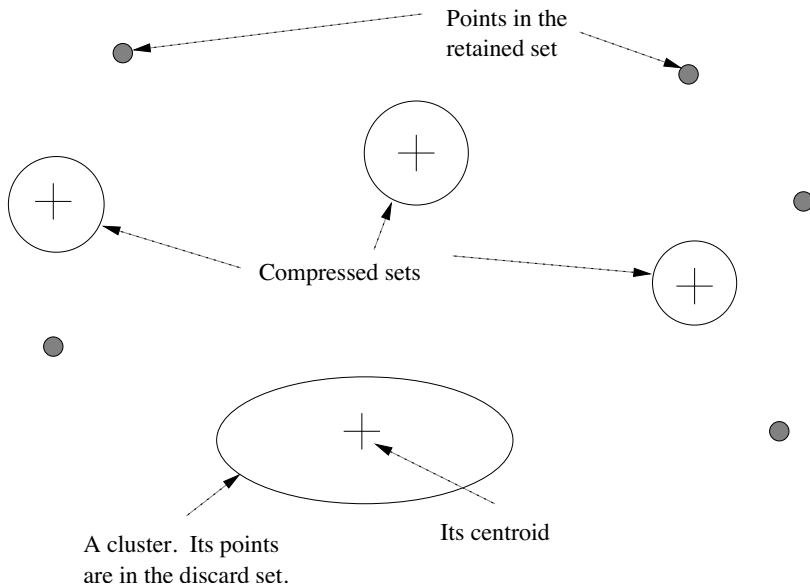 Points in the
retained set
Compressed sets
Its centroid
A cluster.  Its points
are in the discard set.